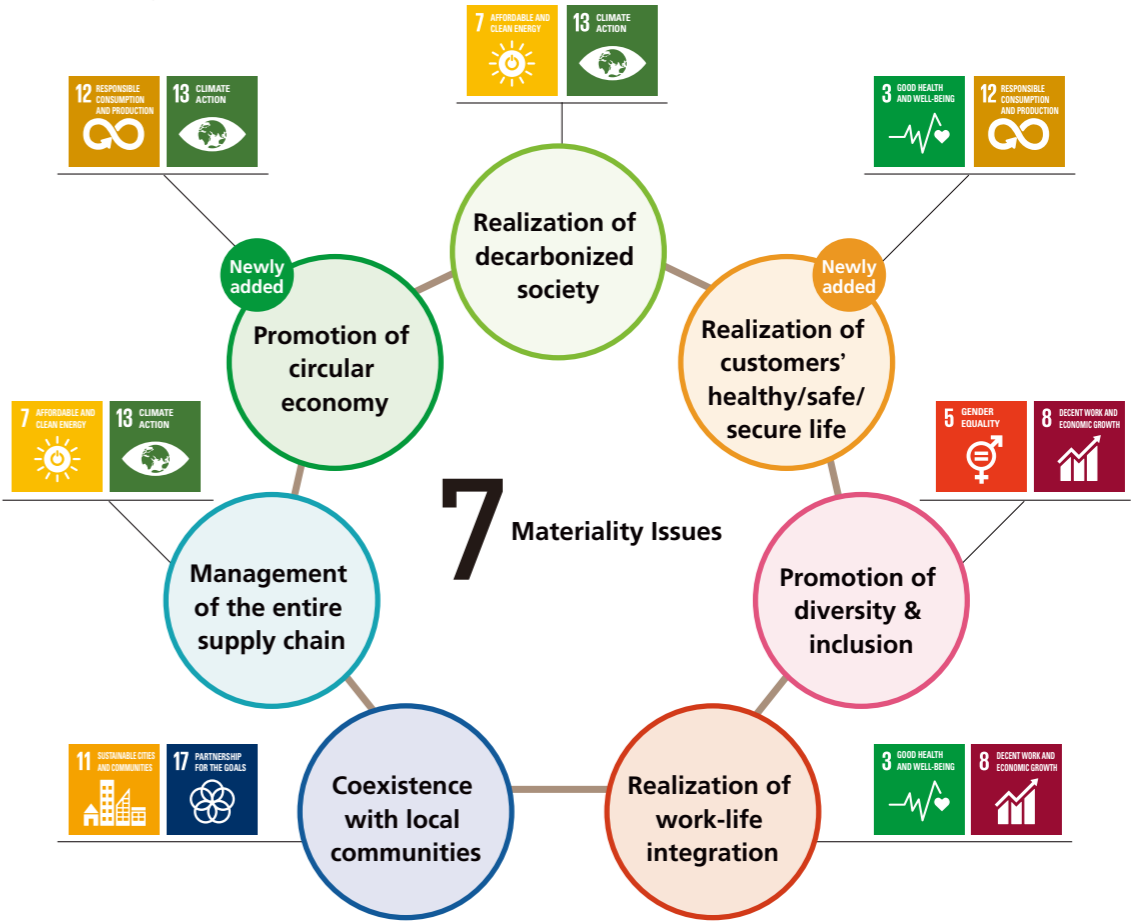 7 AFFORDABLE AND
CLEAN ENERGY
13 CLIMATE
ACTION
12 RESPONSIBLE
CONSUMPTION
AND PRODUCTION
13 CLIMATE
ACTION
3 GOOD HEALTH
AND WELL-BEING
12 RESPONSIBLE
CONSUMPTION
AND PRODUCTION
Realization of
decarbonized
society
Newly
added
Promotion of
circular
economy
Newly
added
Realization of
customers’
healthy/safe/
secure life
7 AFFORDABLE AND
CLEAN ENERGY
13 CLIMATE
ACTION
5 GENDER
EQUALITY
8 DECENT WORK AND
ECONOMIC GROWTH
7 Materiality Issues
Management
of the entire
supply chain
Promotion of
diversity &
inclusion
11 SUSTAINABLE CITIES
AND COMMUNITIES
17 PARTNERSHIP
FOR THE GOALS
Coexistence
with local
communities
Realization of
work-life
integration
3 GOOD HEALTH
AND WELL-BEING
8 DECENT WORK AND
ECONOMIC GROWTH